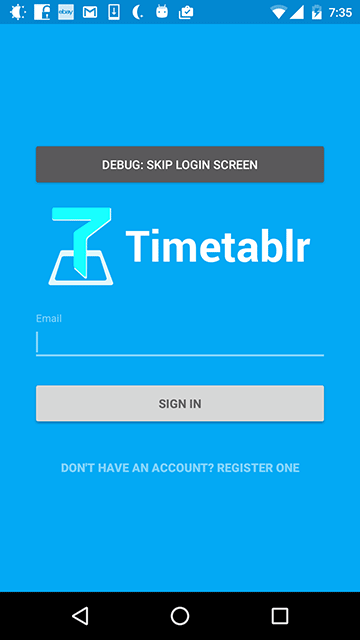 ebay
7:35
DEBUG: SKIP LOGIN SCREEN
Timetablr
Email
SIGN IN
DON'T HAVE AN ACCOUNT? REGISTER ONE